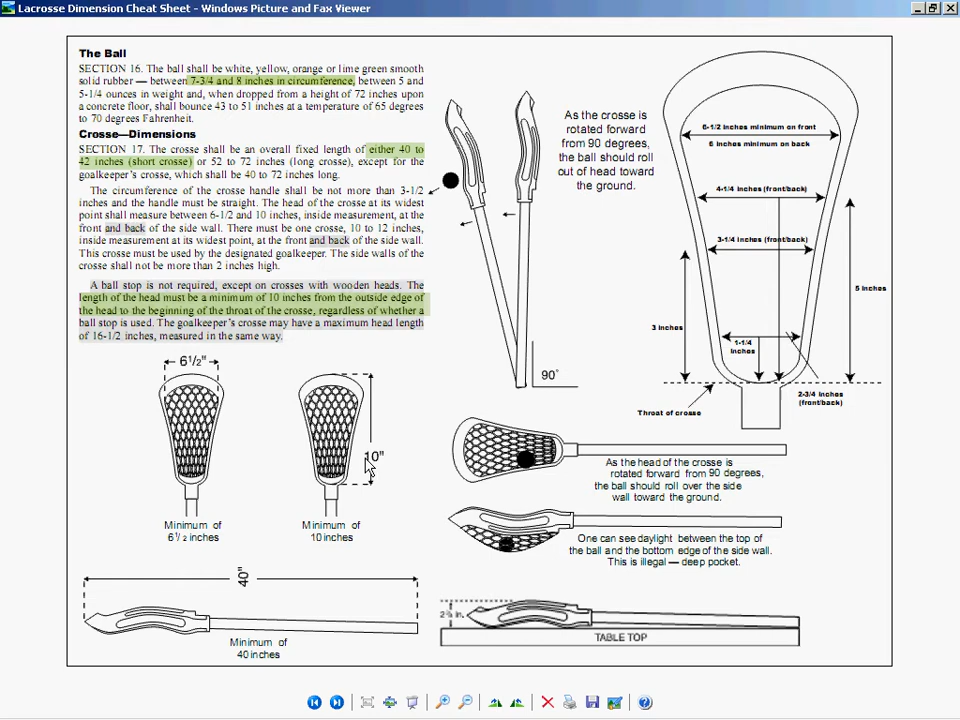 Lacrosse Dimension Cheat Sheet - Windows Picture and Fax Viewer
The Ball
SECTION 16. The ball shall be white, yellow, orange or lime green smooth
solid rubber — between 7-3/4 and 8 inches in circumference, between 5 and
5-1/4 ounces in weight and, when dropped from a height of 72 inches upon
a concrete floor, shall bounce 43 to 51 inches at a temperature of 65 degrees
to 70 degrees Fahrenheit.
Crosse—Dimensions
SECTION 17. The crosse shall be an overall fixed length of either 40 to
42 inches (short crosse) or 52 to 72 inches (long crosse), except for the
goalkeeper's crosse, which shall be 40 to 72 inches long.
The circumference of the crosse handle shall be not more than 3-1/2
inches and the handle must be straight. The head of the crosse at its widest
point shall measure between 6-1/2 and 10 inches, inside measurement, at the
front and back of the side wall. There must be one crosse, 10 to 12 inches,
inside measurement at its widest point, at the front and back of the side wall.
This crosse must be used by the designated goalkeeper. The side walls of the
crosse shall not be more than 2 inches high.
A ball stop is not required, except on crosses with wooden heads. The
length of the head must be a minimum of 10 inches from the outside edge of
the head to the beginning of the throat of the crosse, regardless of whether a
ball stop is used. The goalkeeper's crosse may have a maximum head length
of 16-1/2 inches, measured in the same way.
6 1/2"
10"
Minimum of
6 1/2 inches
Minimum of
10 inches
40"
Minimum of
40 inches
As the crosse is
rotated forward
from 90 degrees,
the ball should roll
out of head toward
the ground.
90°
6-1/2 inches minimum on front
6 inches minimum on back
4-1/4 inches (front/back)
3-1/4 inches (front/back)
5 inches
3 inches
1-1/4
inches
2-3/4 inches
(front/back)
Throat of crosse
As the head of the crosse is
rotated forward from 90 degrees,
the ball should roll over the side
wall toward the ground.
One can see daylight between the top of
the ball and the bottom edge of the side wall.
This is illegal — deep pocket.
TABLE TOP